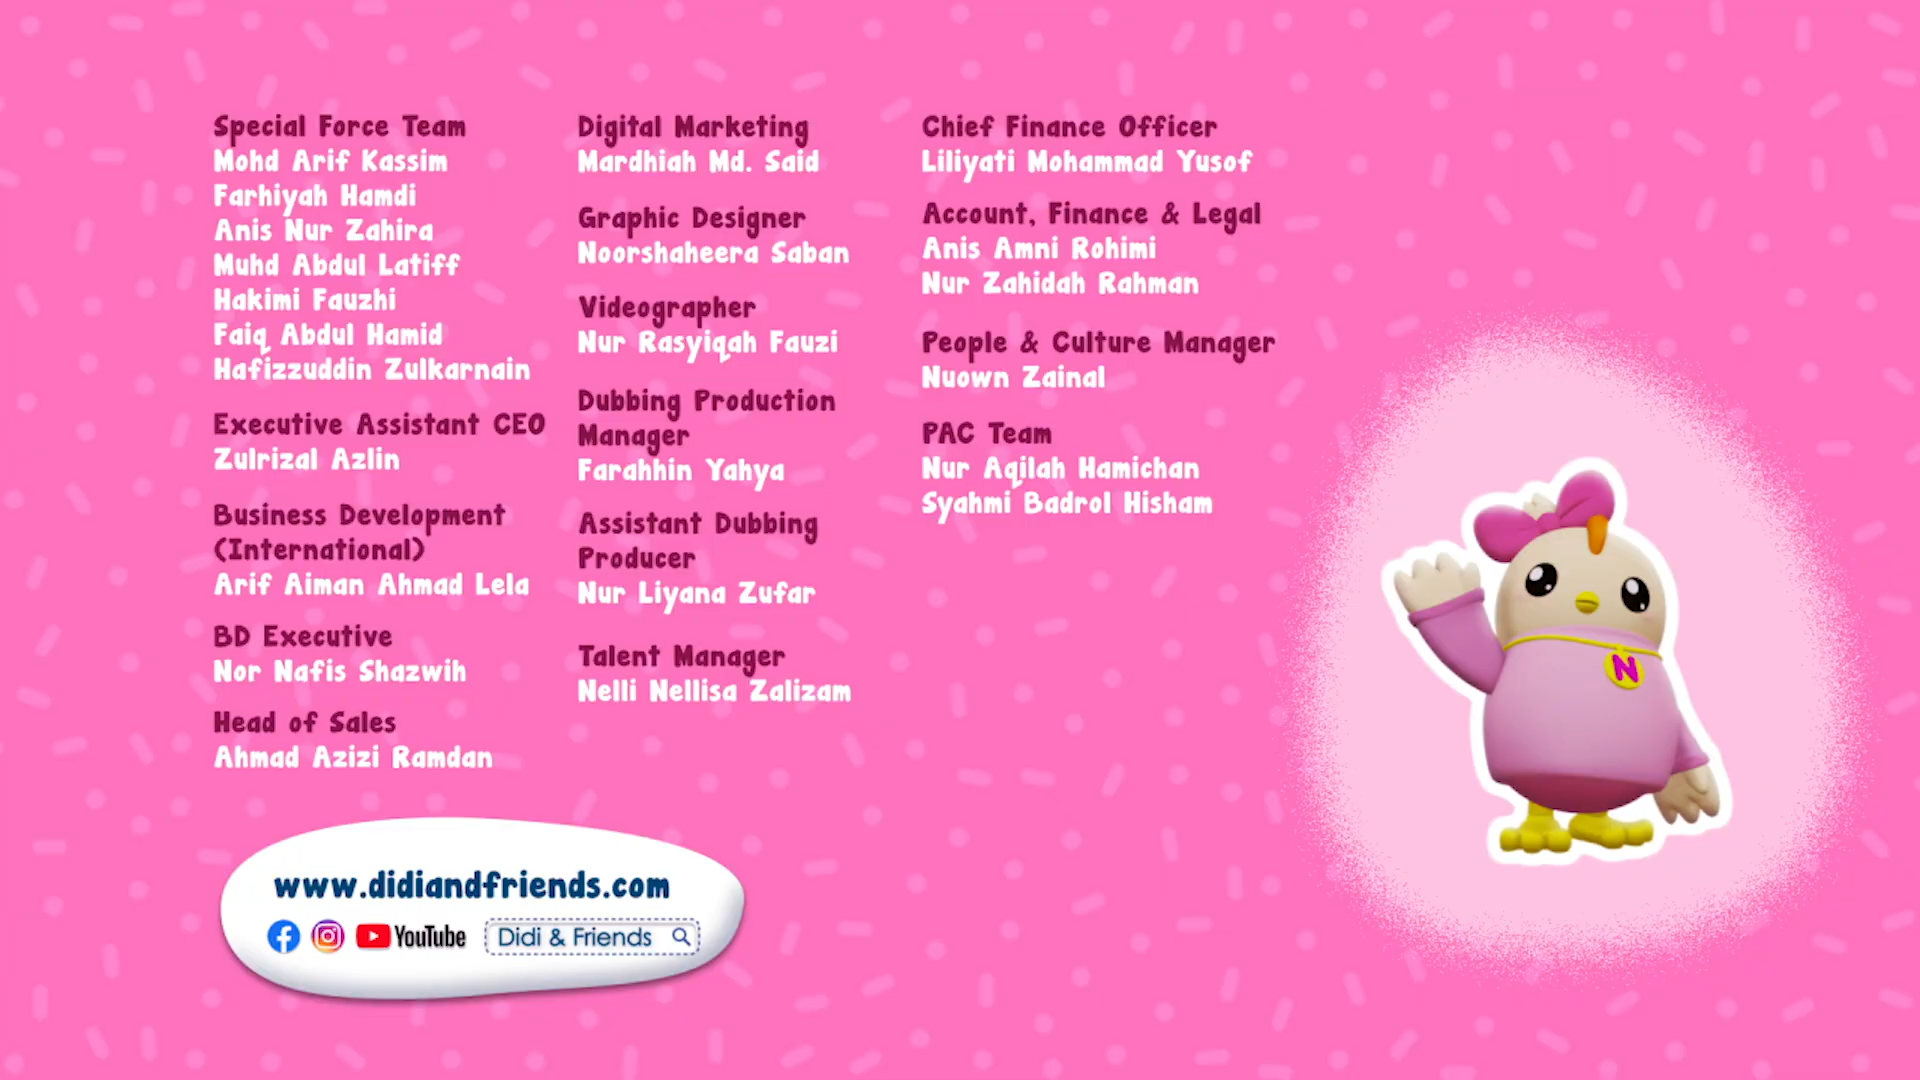 Special Force Team
Mohd Arif Kassim
Farhiyah Hamdi
Anis Nur Zahira
Muhd Abdul Latiff
Hakimi Fauzhi
Faiq Abdul Hamid
Hafizzuddin Zulkarnain
Executive Assistant CEO
Zulrizal Azlin
Business Development
(International)
Arif Aiman Ahmad Lela
BD Executive
Nor Nafis Shazwih
Head of Sales
Ahmad Azizi Ramdan
Digital Marketing
Mardhiah Md. Said
Graphic Designer
Noorshaheera Saban
Videographer
Nur Rasyiqah Fauzi
Dubbing Production
Manager
Farahhin Yahya
Assistant Dubbing
Producer
Nur Liyana Zufar
Talent Manager
Nelli Nellisa Zalizam
Chief Finance Officer
Liliyati Mohammad Yusof
Account, Finance & Legal
Anis Amni Rohimi
Nur Zahidah Rahman
People & Culture Manager
Nuown Zainal
PAC Team
Nur Aqilah Hamichan
Syahmi Badrol Hisham
N
www.didiandfriends.com
YouTube Didi & Friends